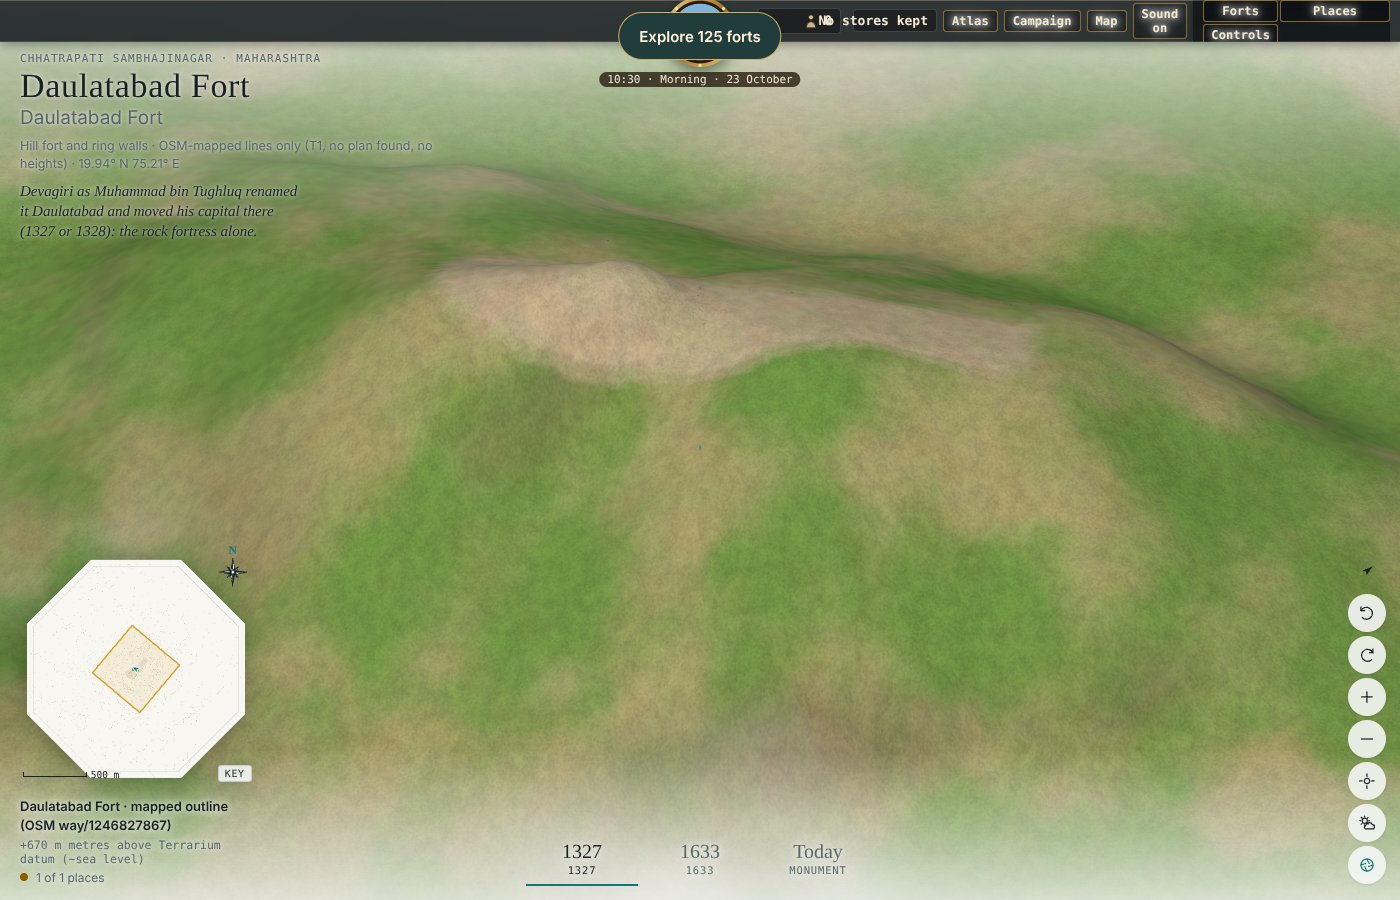 No stores kept
Atlas
Campaign
Map
Sound on
Forts
Places
Controls
Explore 125 forts
10:30 · Morning · 23 October
CHHATRAPATI SAMBHAJINAGAR · MAHARASHTRA
Daulatabad Fort
Daulatabad Fort
Hill fort and ring walls · OSM-mapped lines only (T1, no plan found, no
heights) · 19.94° N 75.21° E
Devagiri as Muhammad bin Tughluq renamed
it Daulatabad and moved his capital there
(1327 or 1328): the rock fortress alone.
N
500 m
KEY
Daulatabad Fort · mapped outline
(OSM way/1246827867)
+670 m metres above Terrarium
datum (~sea level)
1 of 1 places
1327
1327
1633
1633
Today
MONUMENT